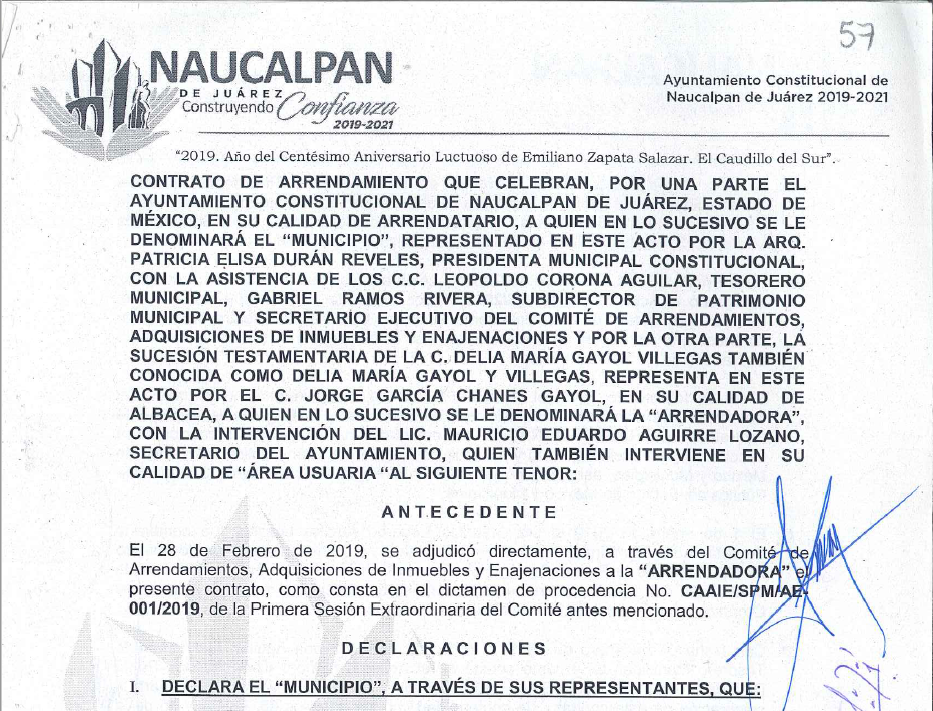 57
NAUCALPAN
DE JUÁREZ
Construyendo Confianza
2019-2021
Ayuntamiento Constitucional de
Naucalpan de Juárez 2019-2021
"2019. Año del Centésimo Aniversario Luctuoso de Emiliano Zapata Salazar. El Caudillo del Sur".
CONTRATO DE ARRENDAMIENTO QUE CELEBRAN, POR UNA PARTE EL
AYUNTAMIENTO CONSTITUCIONAL DE NAUCALPAN DE JUÁREZ, ESTADO DE
MÉXICO, EN SU CALIDAD DE ARRENDATARIO, A QUIEN EN LO SUCESIVO SE LE
DENOMINARÁ EL "MUNICIPIO", REPRESENTADO EN ESTE ACTO POR LA ARQ.
PATRICIA ELISA DURÁN REVELES, PRESIDENTA MUNICIPAL CONSTITUCIONAL,
CON LA ASISTENCIA DE LOS C.C. LEOPOLDO CORONA AGUILAR, TESORERO
MUNICIPAL, GABRIEL RAMOS RIVERA, SUBDIRECTOR DE PATRIMONIO
MUNICIPAL Y SECRETARIO EJECUTIVO DEL COMITÉ DE ARRENDAMIENTOS,
ADQUISICIONES DE INMUEBLES Y ENAJENACIONES Y POR LA OTRA PARTE, LA
SUCESIÓN TESTAMENTARIA DE LA C. DELIA MARÍA GAYOL VILLEGAS TAMBIÉN
CONOCIDA COMO DELIA MARÍA GAYOL Y VILLEGAS, REPRESENTA EN ESTE
ACTO POR EL C. JORGE GARCÍA CHANES GAYOL, EN SU CALIDAD DE
ALBACEA, A QUIEN EN LO SUCESIVO SE LE DENOMINARÁ LA "ARRENDADORA",
CON LA INTERVENCIÓN DEL LIC. MAURICIO EDUARDO AGUIRRE LOZANO,
SECRETARIO DEL AYUNTAMIENTO, QUIEN TAMBIÉN INTERVIENE EN SU
CALIDAD DE "ÁREA USUARIA "AL SIGUIENTE TENOR:
ANTECEDENTE
El 28 de Febrero de 2019, se adjudicó directamente, a través del Comité de
Arrendamientos, Adquisiciones de Inmuebles y Enajenaciones a la "ARRENDADORA" el
presente contrato, como consta en el dictamen de procedencia No. CAAIE/SPM/AE-
001/2019, de la Primera Sesión Extraordinaria del Comité antes mencionado.
DECLARACIONES
I. DECLARA EL "MUNICIPIO", A TRAVÉS DE SUS REPRESENTANTES, QUE: